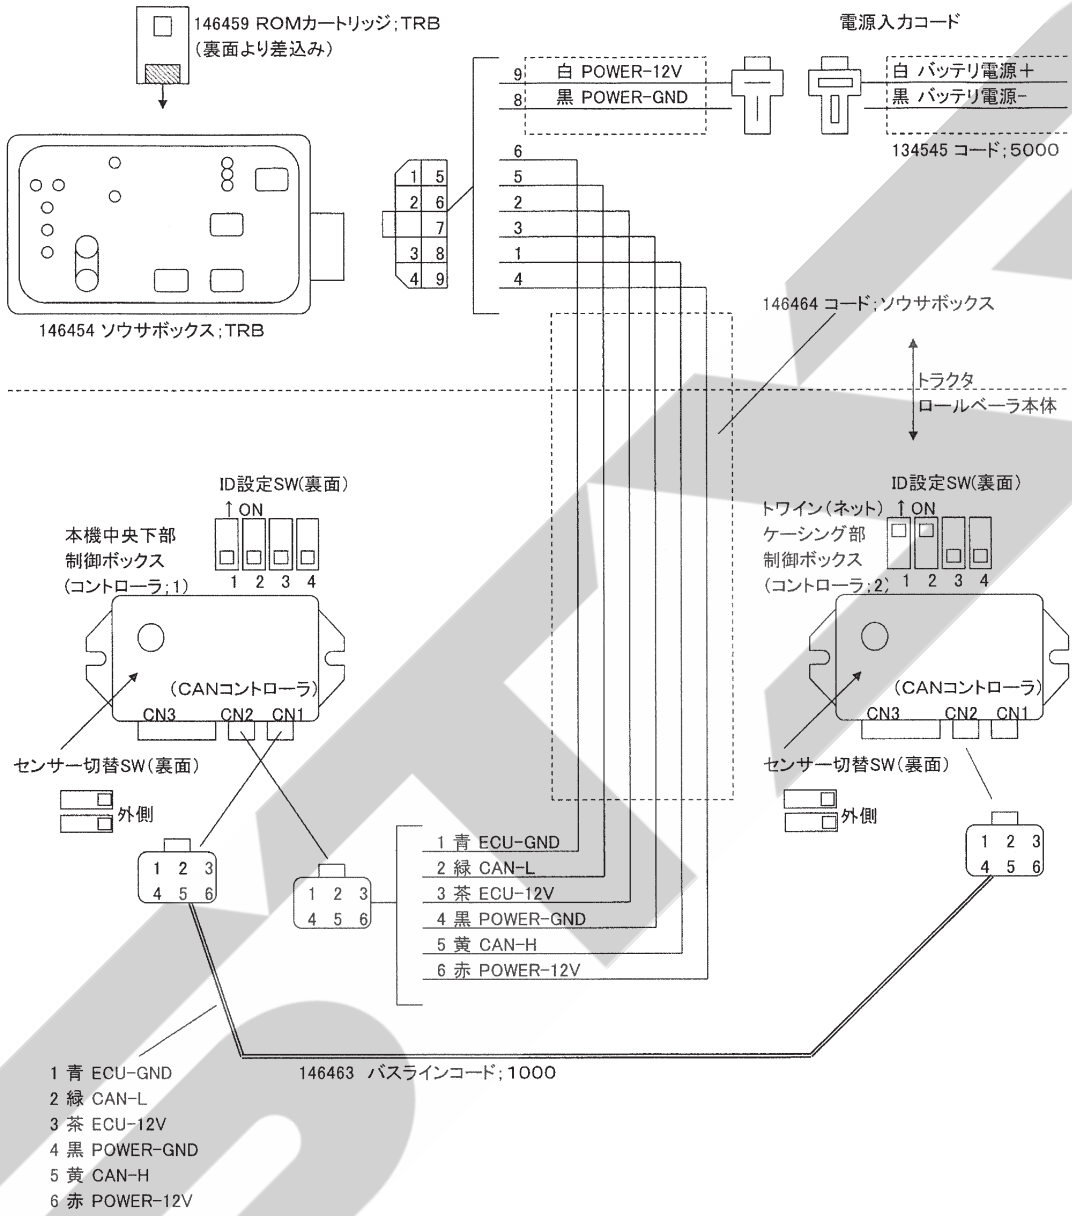 146459 ROMカートリッジ;TRB
(裏面より差込み)
電源入力コード
9 白 POWER-12V
8 黒 POWER-GND
白 バッテリ電源+
黒 バッテリ電源-
134545 コード;5000
6
5
2
3
1
4
1 5
2 6
7
3 8
4 9
146454 ソウサボックス;TRB
146464 コード;ソウサボックス
トラクタ
ロールベーラ本体
ID設定SW(裏面)
↑ ON
本機中央下部
制御ボックス
(コントローラ;1)
1 2 3 4
ID設定SW(裏面)
↑ ON
トワイン(ネット)
ケーシング部
制御ボックス
(コントローラ;2)
1 2 3 4
(CANコントローラ)
CN3 CN2 CN1
センサー切替SW(裏面)
外側
(CANコントローラ)
CN3 CN2 CN1
センサー切替SW(裏面)
外側
1 2 3
4 5 6
1 2 3
4 5 6
1 2 3
4 5 6
1 青 ECU-GND
2 緑 CAN-L
3 茶 ECU-12V
4 黒 POWER-GND
5 黄 CAN-H
6 赤 POWER-12V
146463 バスラインコード;1000
1 青 ECU-GND
2 緑 CAN-L
3 茶 ECU-12V
4 黒 POWER-GND
5 黄 CAN-H
6 赤 POWER-12V